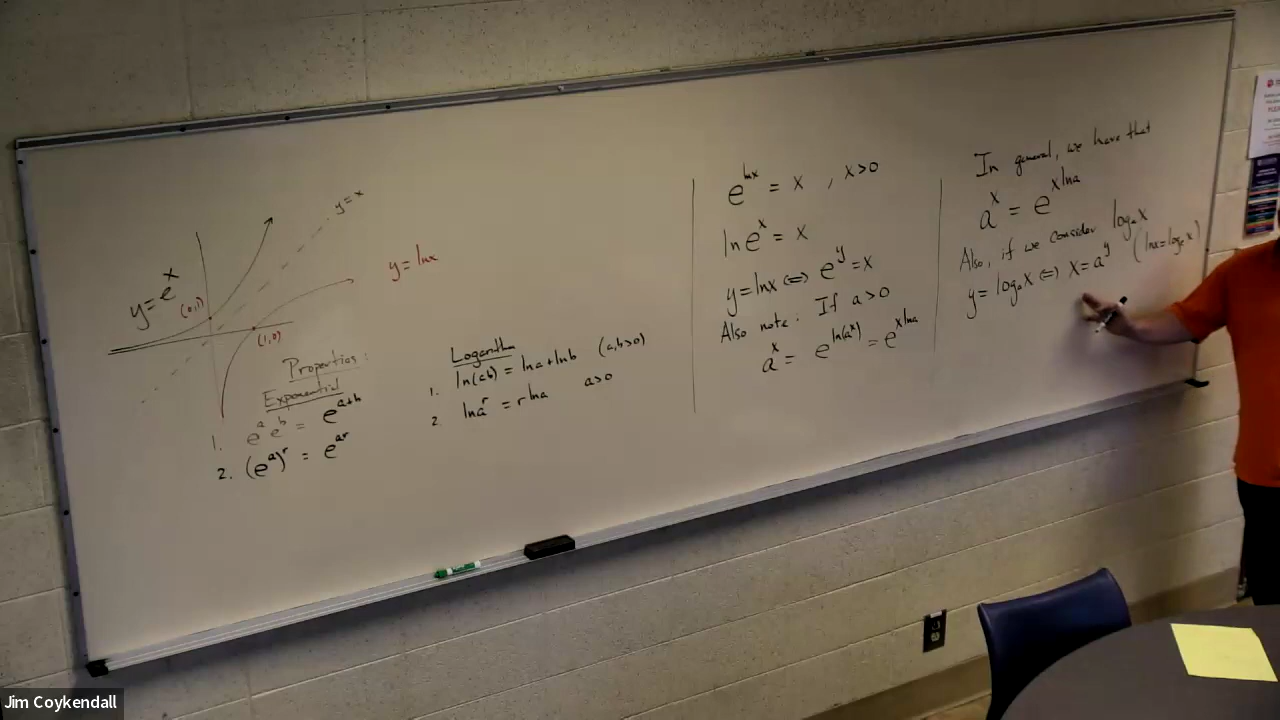 y=x
y=lnx
y=e^x
(0,1)
(1,0)
Properties:
Exponential
1. e^a e^b = e^{a+b}
2. (e^a)^r = e^{ar}
Logarithm
1. ln(ab) = lna+lnb (a,b>0)
2. lna^r = rlna a>0
e^{lnx} = x , x>0
lne^x = x
y=lnx ⇔ e^y=x
Also note: If a>0
a^x = e^{ln(a^x)} = e^{xlna}
In general, we have that
a^x = e^{xlna}
Also, if we consider log_a x
y= log_a x ⇔ x=a^y (lnx=log_e x)
Jim Coykendall